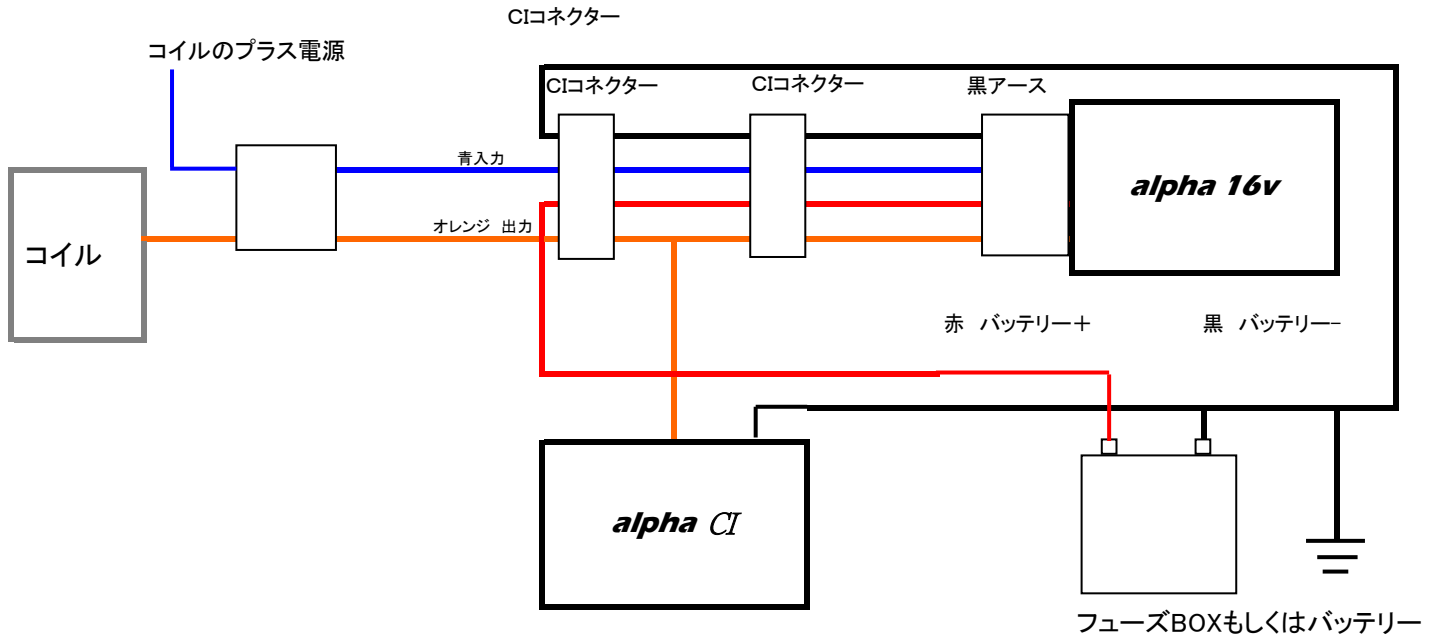 CIコネクター
コイルのプラス電源
CIコネクター
CIコネクター
黒アース
青入力
alpha 16v
オレンジ 出力
コイル
赤 バッテリー＋
黒 バッテリー−
alpha CI
フューズBOXもしくはバッテリー